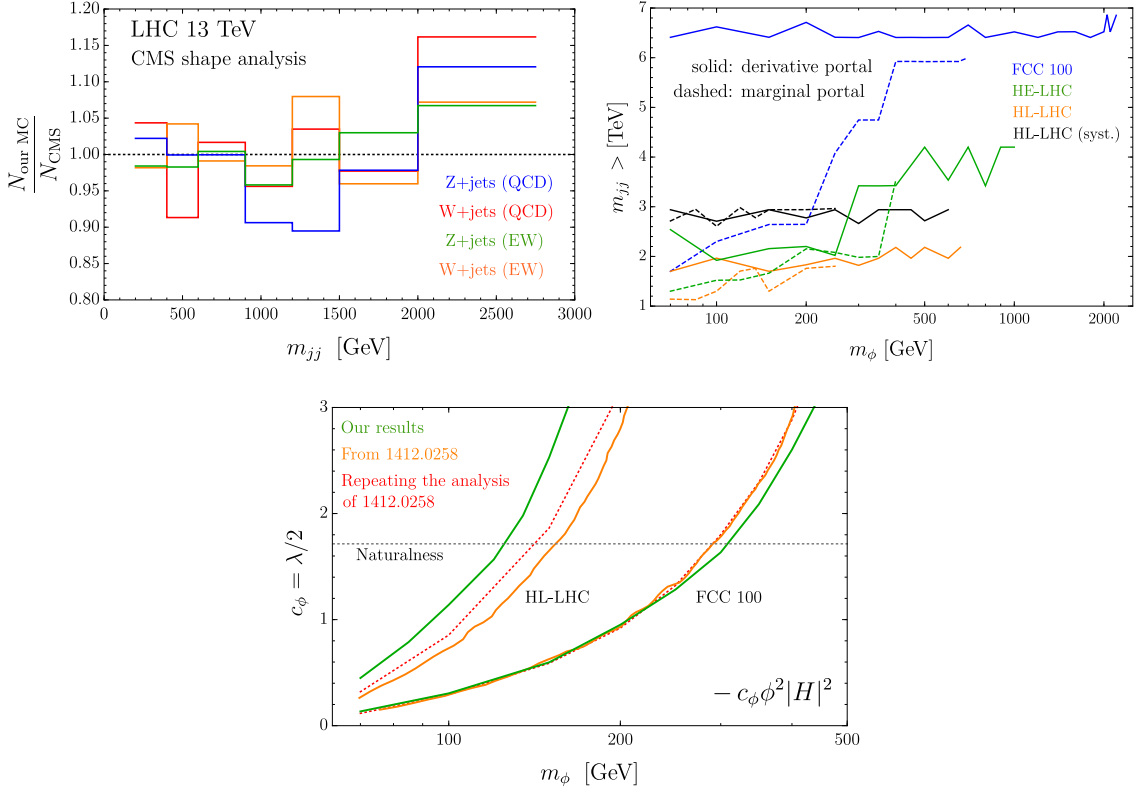 LHC 13 TeV
CMS shape analysis
N_our MC / N_CMS
1.20
1.15
1.10
1.05
1.00
0.95
0.90
0.85
0.80
Z+jets (QCD)
W+jets (QCD)
Z+jets (EW)
W+jets (EW)
0 500 1000 1500 2000 2500 3000
m_jj [GeV]
7
6
5
4
3
2
1
m_jj > [TeV]
solid: derivative portal
dashed: marginal portal
FCC 100
HE-LHC
HL-LHC
HL-LHC (syst.)
100 200 500 1000 2000
m_ϕ [GeV]
3
2
1
0
c_ϕ = λ/2
Our results
From 1412.0258
Repeating the analysis
of 1412.0258
Naturalness
HL-LHC
FCC 100
− c_ϕ ϕ²|H|²
100 200 500
m_ϕ [GeV]